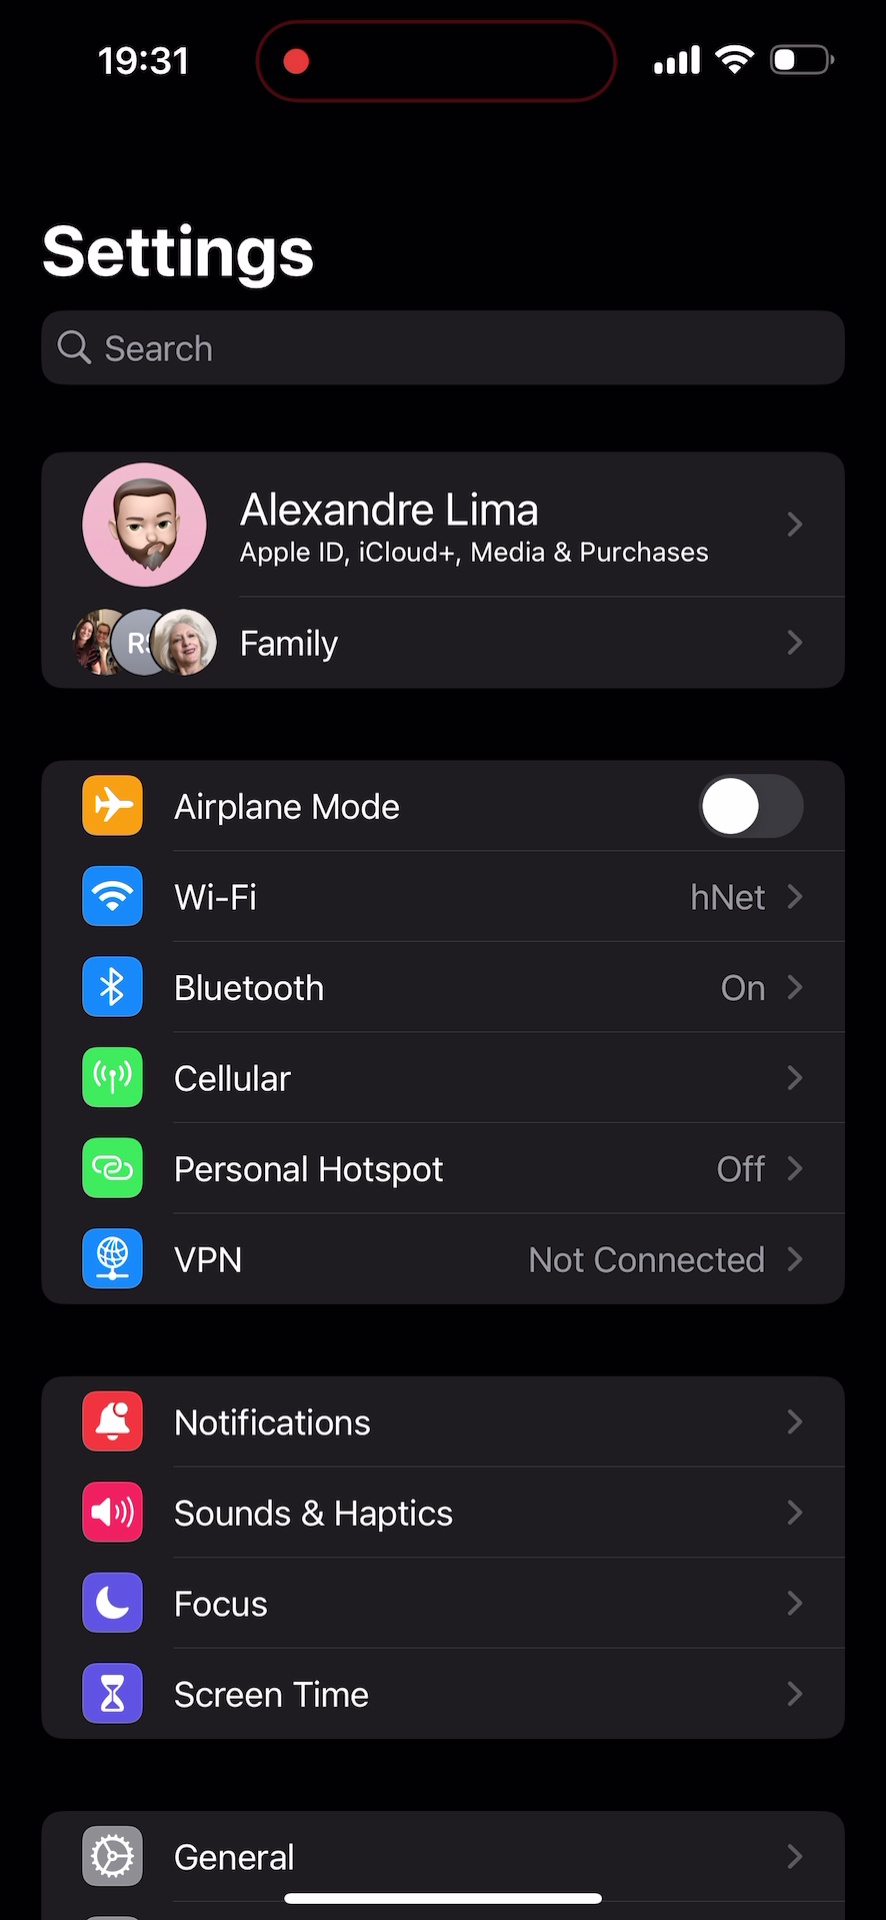 19:31
Settings
Search
Alexandre Lima
Apple ID, iCloud+, Media & Purchases
RS
Family
Airplane Mode
Wi-Fi hNet
Bluetooth On
Cellular
Personal Hotspot Off
VPN Not Connected
Notifications
Sounds & Haptics
Focus
Screen Time
General